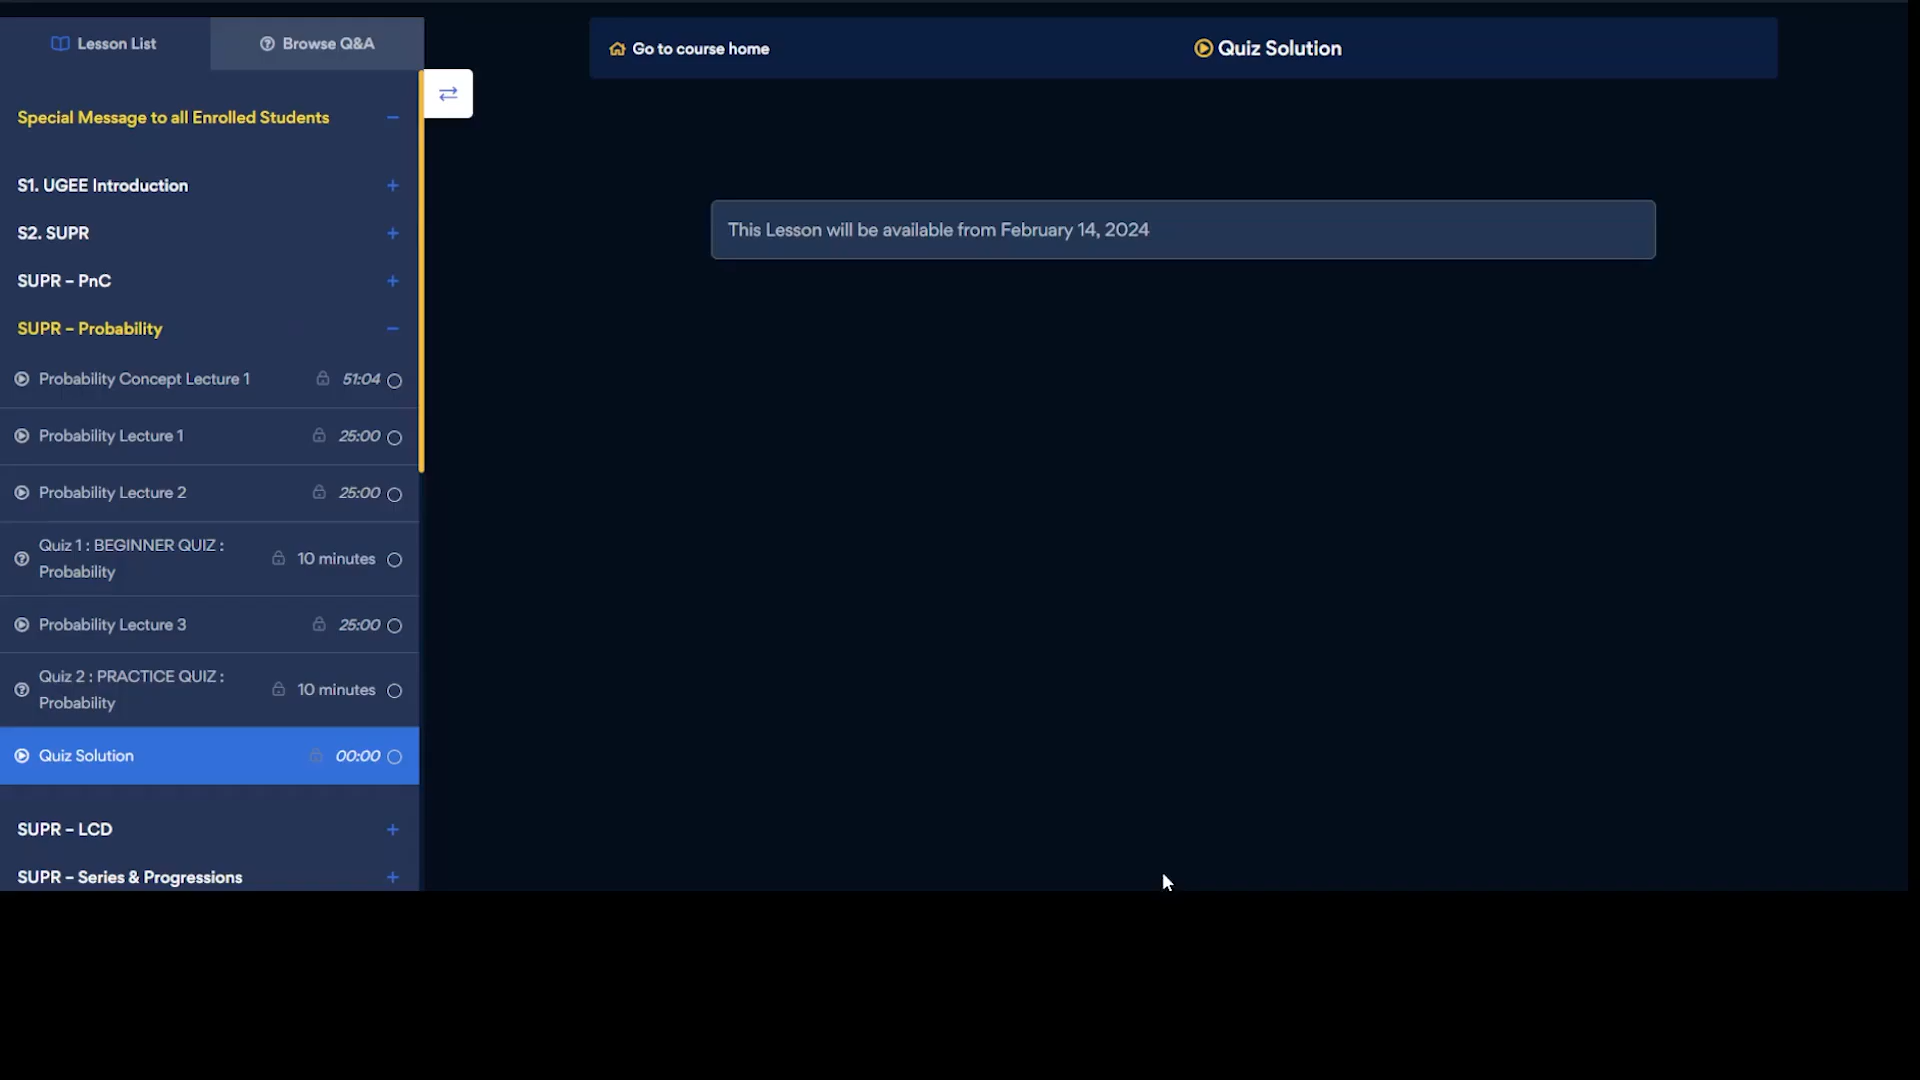 Lesson List
Browse Q&A
Go to course home
Quiz Solution
Special Message to all Enrolled Students
S1. UGEE Introduction
S2. SUPR
SUPR – PnC
SUPR – Probability
Probability Concept Lecture 1 51:04
Probability Lecture 1 25:00
Probability Lecture 2 25:00
Quiz 1 : BEGINNER QUIZ :
Probability
10 minutes
Probability Lecture 3 25:00
Quiz 2 : PRACTICE QUIZ :
Probability
10 minutes
Quiz Solution 00:00
SUPR – LCD
SUPR – Series & Progressions
This Lesson will be available from February 14, 2024